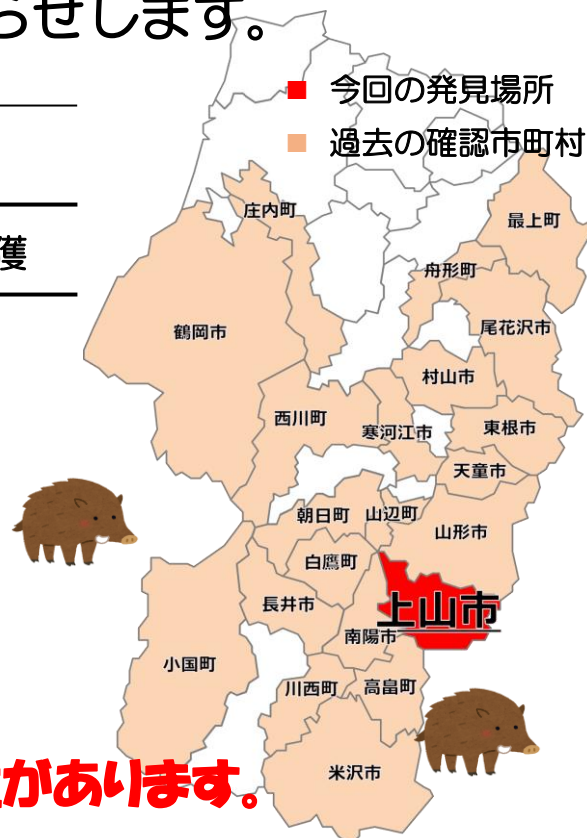 らせします。
■ 今回の発見場所
■ 過去の確認市町村
獲
庄内町
最上町
舟形町
鶴岡市
尾花沢市
村山市
西川町
寒河江市
東根市
天童市
朝日町
山辺町
山形市
白鷹町
長井市
上山市
南陽市
小国町
川西町
高畠町
米沢市
があります。